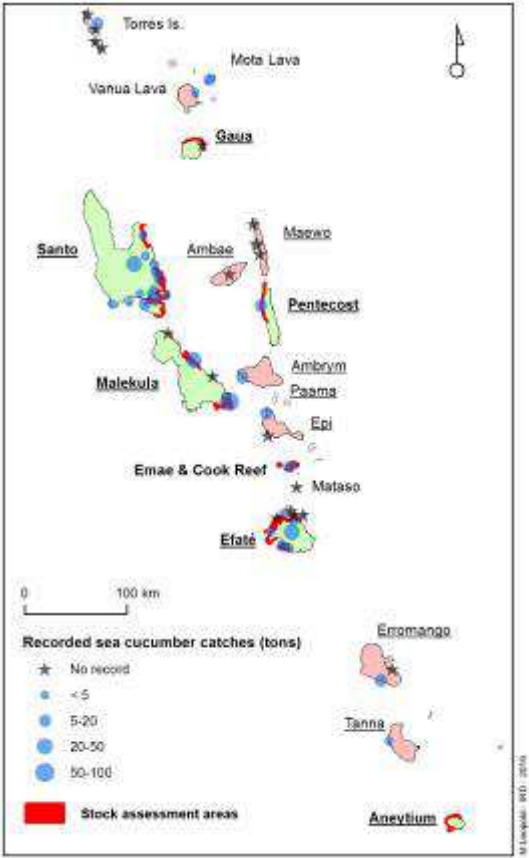 Torres Is.
Mota Lava
Vanua Lava
Gaua
Santo
Ambae
Maewo
Pentecost
Malekula
Ambrym
Paama
Epi
Emae & Cook Reef
Mataso
Efaté
0 100 km
Recorded sea cucumber catches (tons)
No record
< 5
5-20
20-50
50-100
Stock assessment areas
Erromango
Tanna
Aneytium